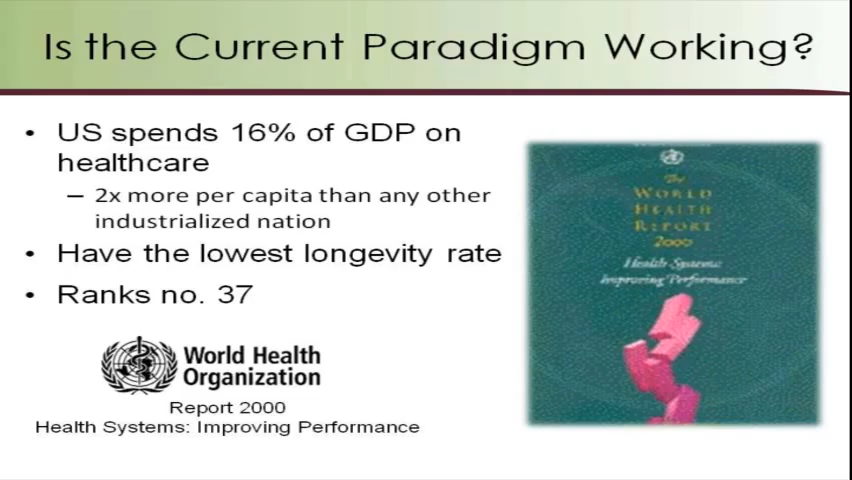 Is the Current Paradigm Working?
• US spends 16% of GDP on
healthcare
– 2x more per capita than any other
industrialized nation
• Have the lowest longevity rate
• Ranks no. 37
World Health
Organization
Report 2000
Health Systems: Improving Performance
The
WORLD
HEALTH
REPORT
2000
Health Systems:
Improving Performance